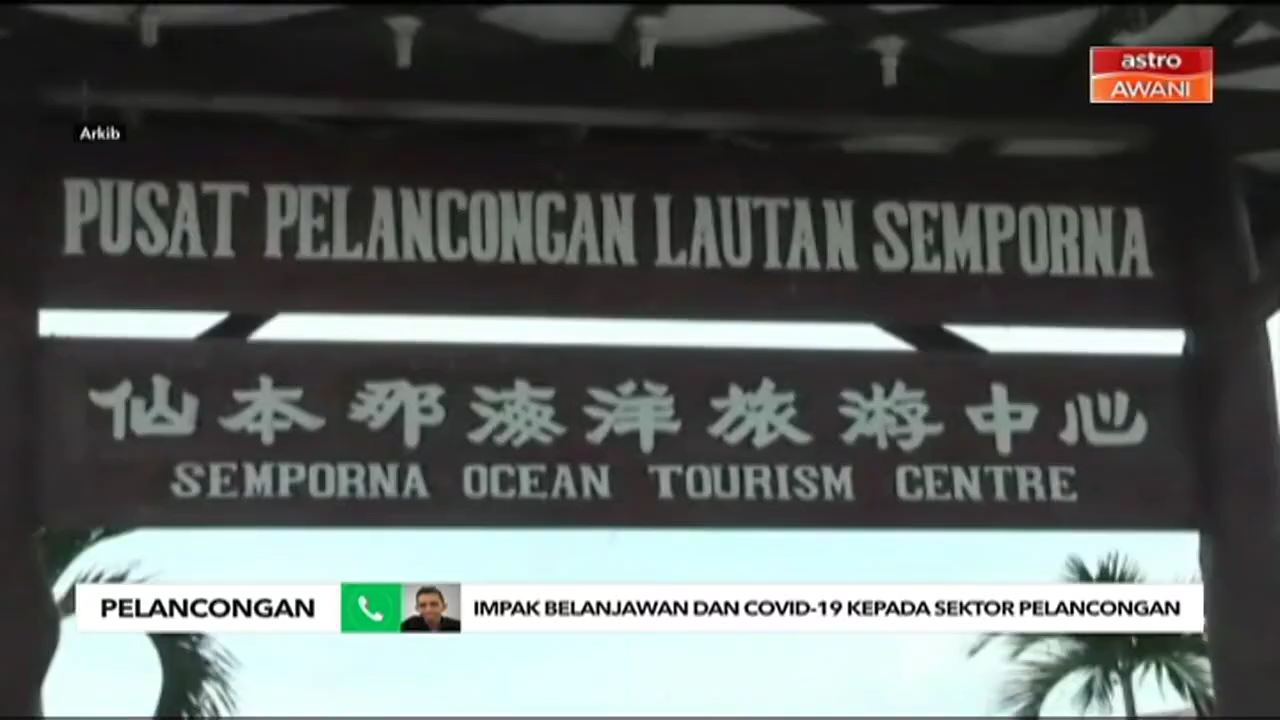 astro
AWANI
Arkib
PUSAT PELANCONGAN LAUTAN SEMPORNA
仙本那海洋旅游中心
SEMPORNA OCEAN TOURISM CENTRE
PELANCONGAN
IMPAK BELANJAWAN DAN COVID-19 KEPADA SEKTOR PELANCONGAN